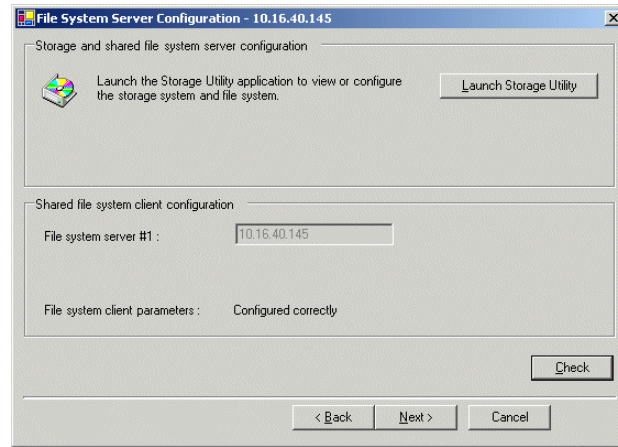 File System Server Configuration - 10.16.40.145
Storage and shared file system server configuration
Launch the Storage Utility application to view or configure
the storage system and file system.
Launch Storage Utility
Shared file system client configuration
File system server #1 :
10.16.40.145
File system client parameters :
Configured correctly
Check
< Back
Next >
Cancel